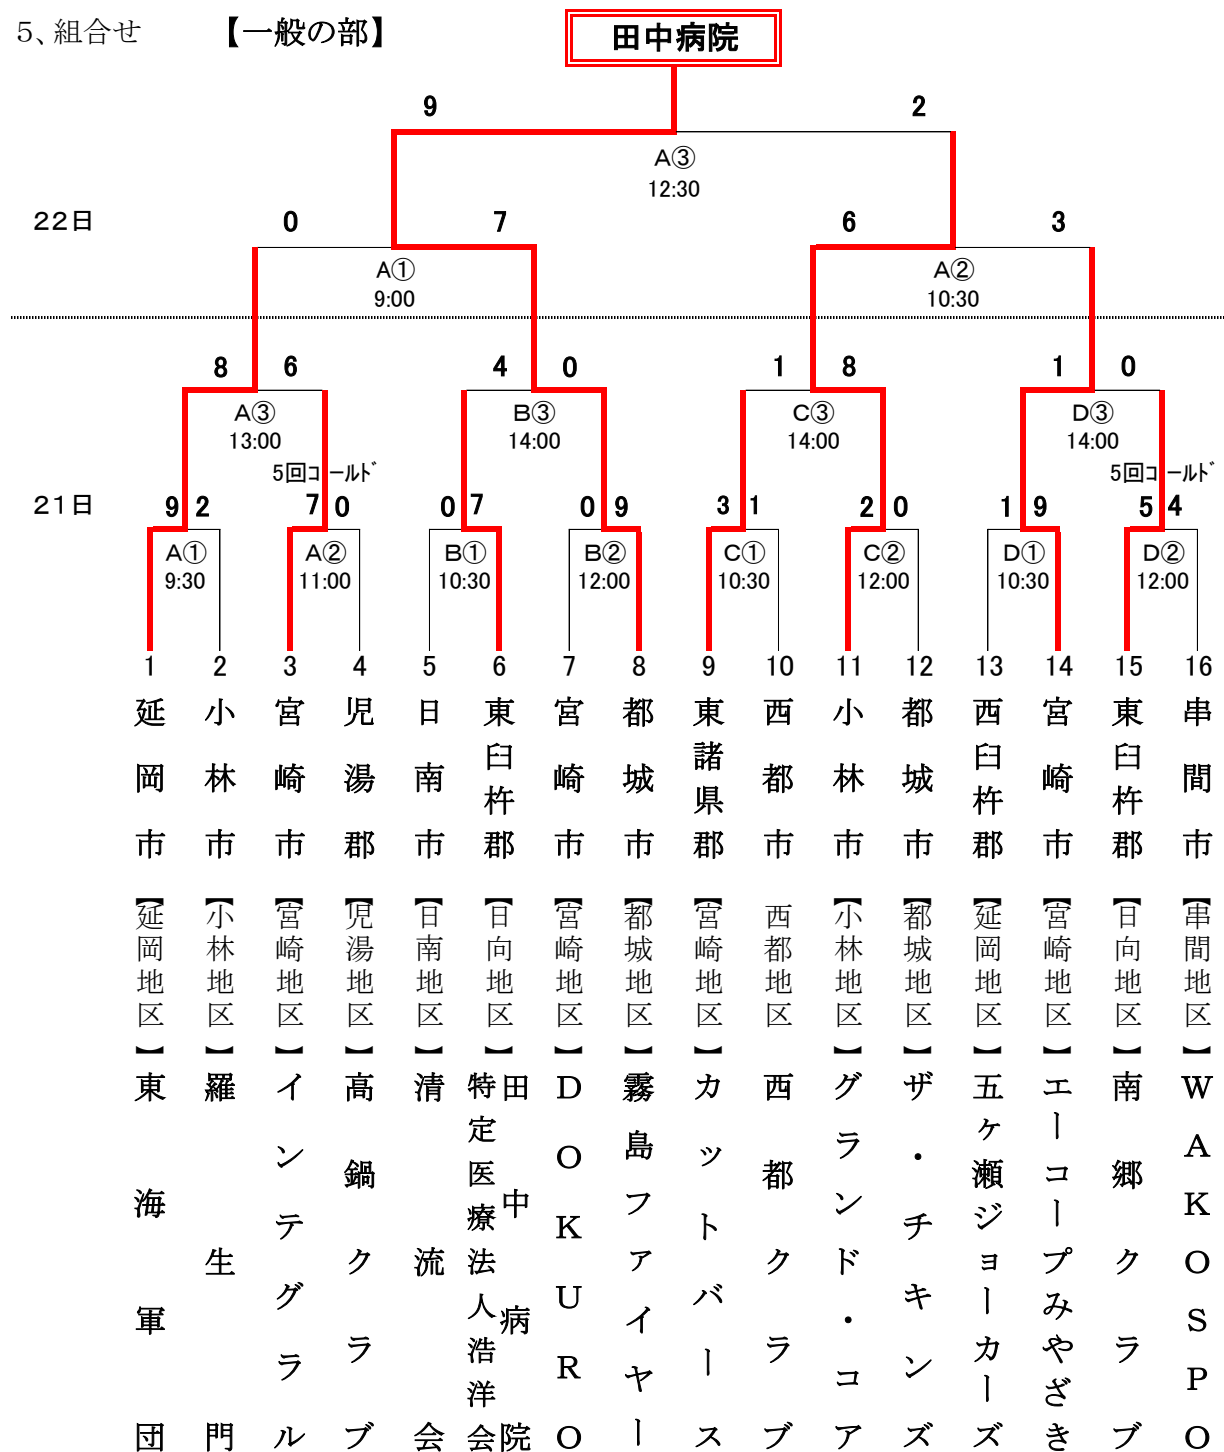 5、組合せ 【一般の部】
田中病院
9 2
A③
12:30
22日 0 7 6 3
A① A②
9:00 10:30
8 6 4 0 1 8 1 0
A③ B③ C③ D③
13:00 14:00 14:00 14:00
5回コールド 5回コールド
21日 9 2 7 0 0 7 0 9 3 1 2 0 1 9 5 4
A① A② B① B② C① C② D① D②
9:30 11:00 10:30 12:00 10:30 12:00 10:30 12:00
1 2 3 4 5 6 7 8 9 10 11 12 13 14 15 16
延岡市【延岡地区】東海軍団
小林市【小林地区】羅生門
宮崎市【宮崎地区】インテグラル
児湯郡【児湯地区】高鍋クラブ
日南市【日南地区】清流会
東臼杵郡【日向地区】特定医療法人浩洋会田中病院
宮崎市【宮崎地区】DOKURO
都城市【都城地区】霧島ファイヤー
東諸県郡【宮崎地区】カットバース
西都市 西都地区 西都クラブ
小林市【小林地区】グランド・コア
都城市【都城地区】ザ・チキンズ
西臼杵郡【延岡地区】五ヶ瀬ジョーカーズ
宮崎市【宮崎地区】エーコープみやざき
東臼杵郡【日向地区】南郷クラブ
串間市【串間地区】WAKOSPO